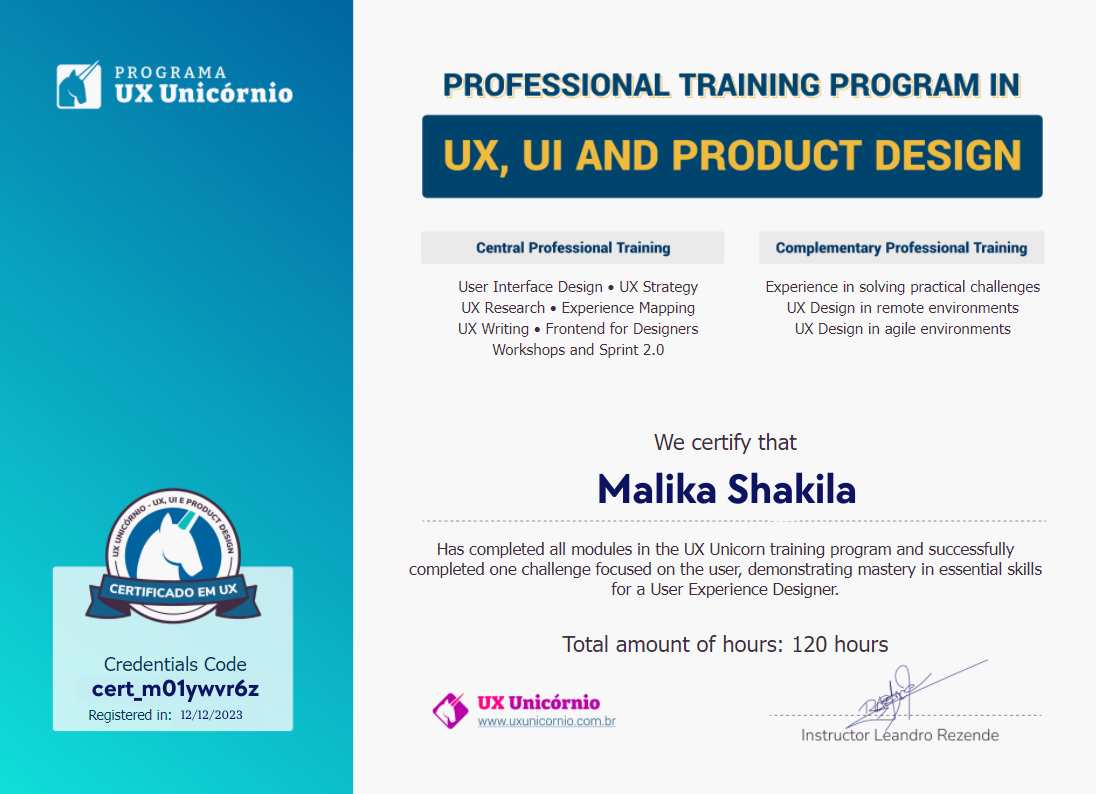 PROGRAMA
UX Unicórnio
PROFESSIONAL TRAINING PROGRAM IN
UX, UI AND PRODUCT DESIGN
Central Professional Training
User Interface Design • UX Strategy
UX Research • Experience Mapping
UX Writing • Frontend for Designers
Workshops and Sprint 2.0
Complementary Professional Training
Experience in solving practical challenges
UX Design in remote environments
UX Design in agile environments
We certify that
Malika Shakila
Has completed all modules in the UX Unicorn training program and successfully
completed one challenge focused on the user, demonstrating mastery in essential skills
for a User Experience Designer.
Total amount of hours: 120 hours
UX UNICÓRNIO - UX, UI E PRODUCT DESIGN
CERTIFICADO EM UX
Credentials Code
cert_m01ywvr6z
Registered in: 12/12/2023
UX Unicórnio
www.uxunicornio.com.br
Instructor Leandro Rezende